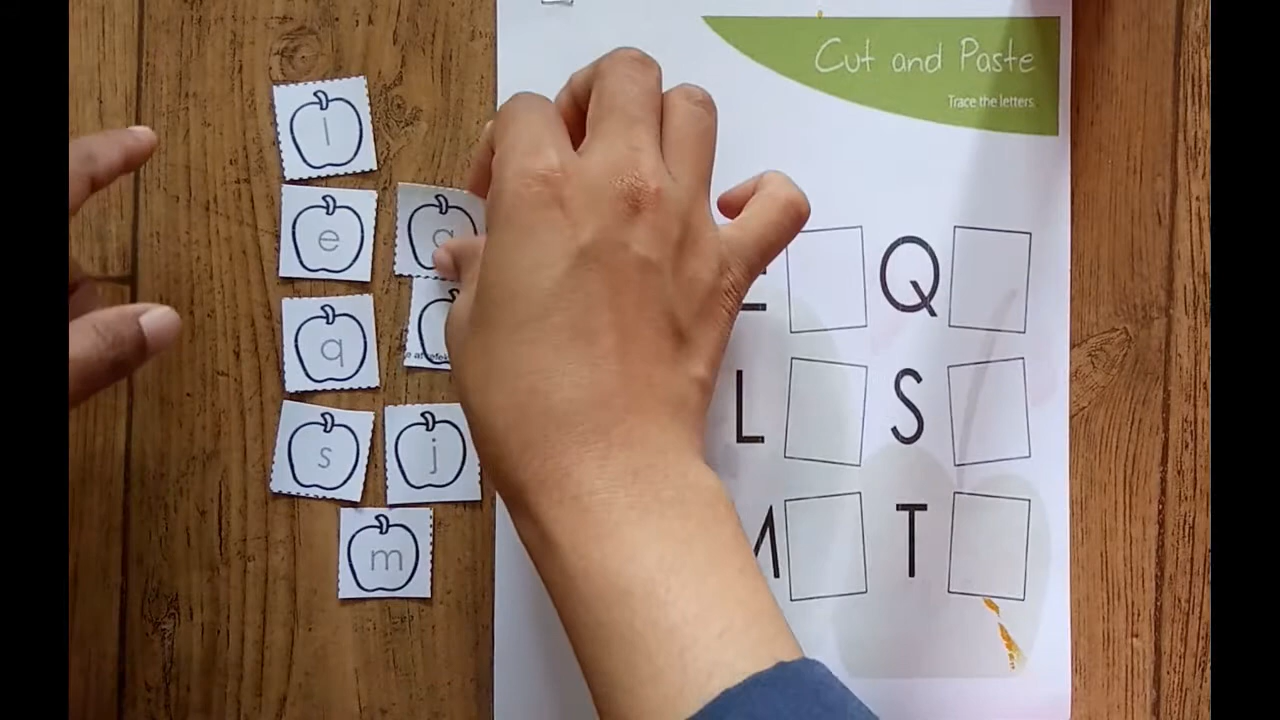 Cut and Paste
Trace the letters.
l
e a
q
s j
m
Q
L S
T